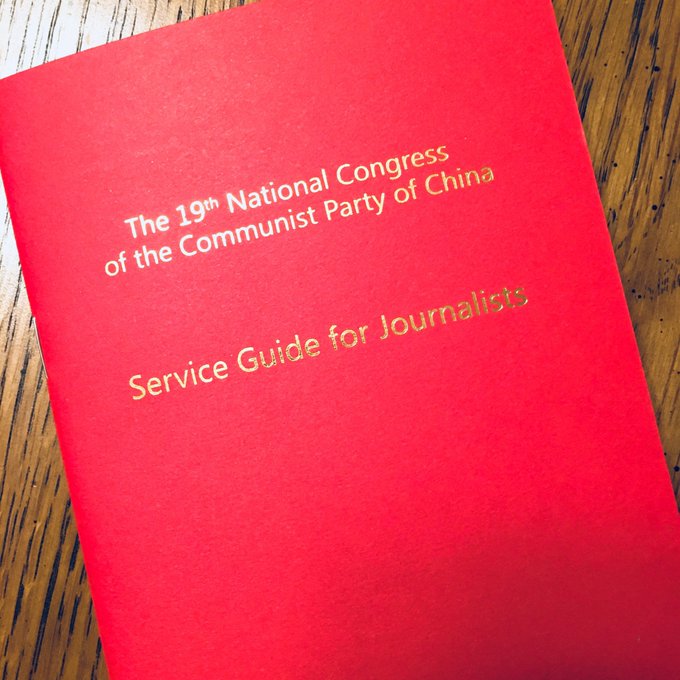 The 19th National Congress
of the Communist Party of China
Service Guide for Journalists